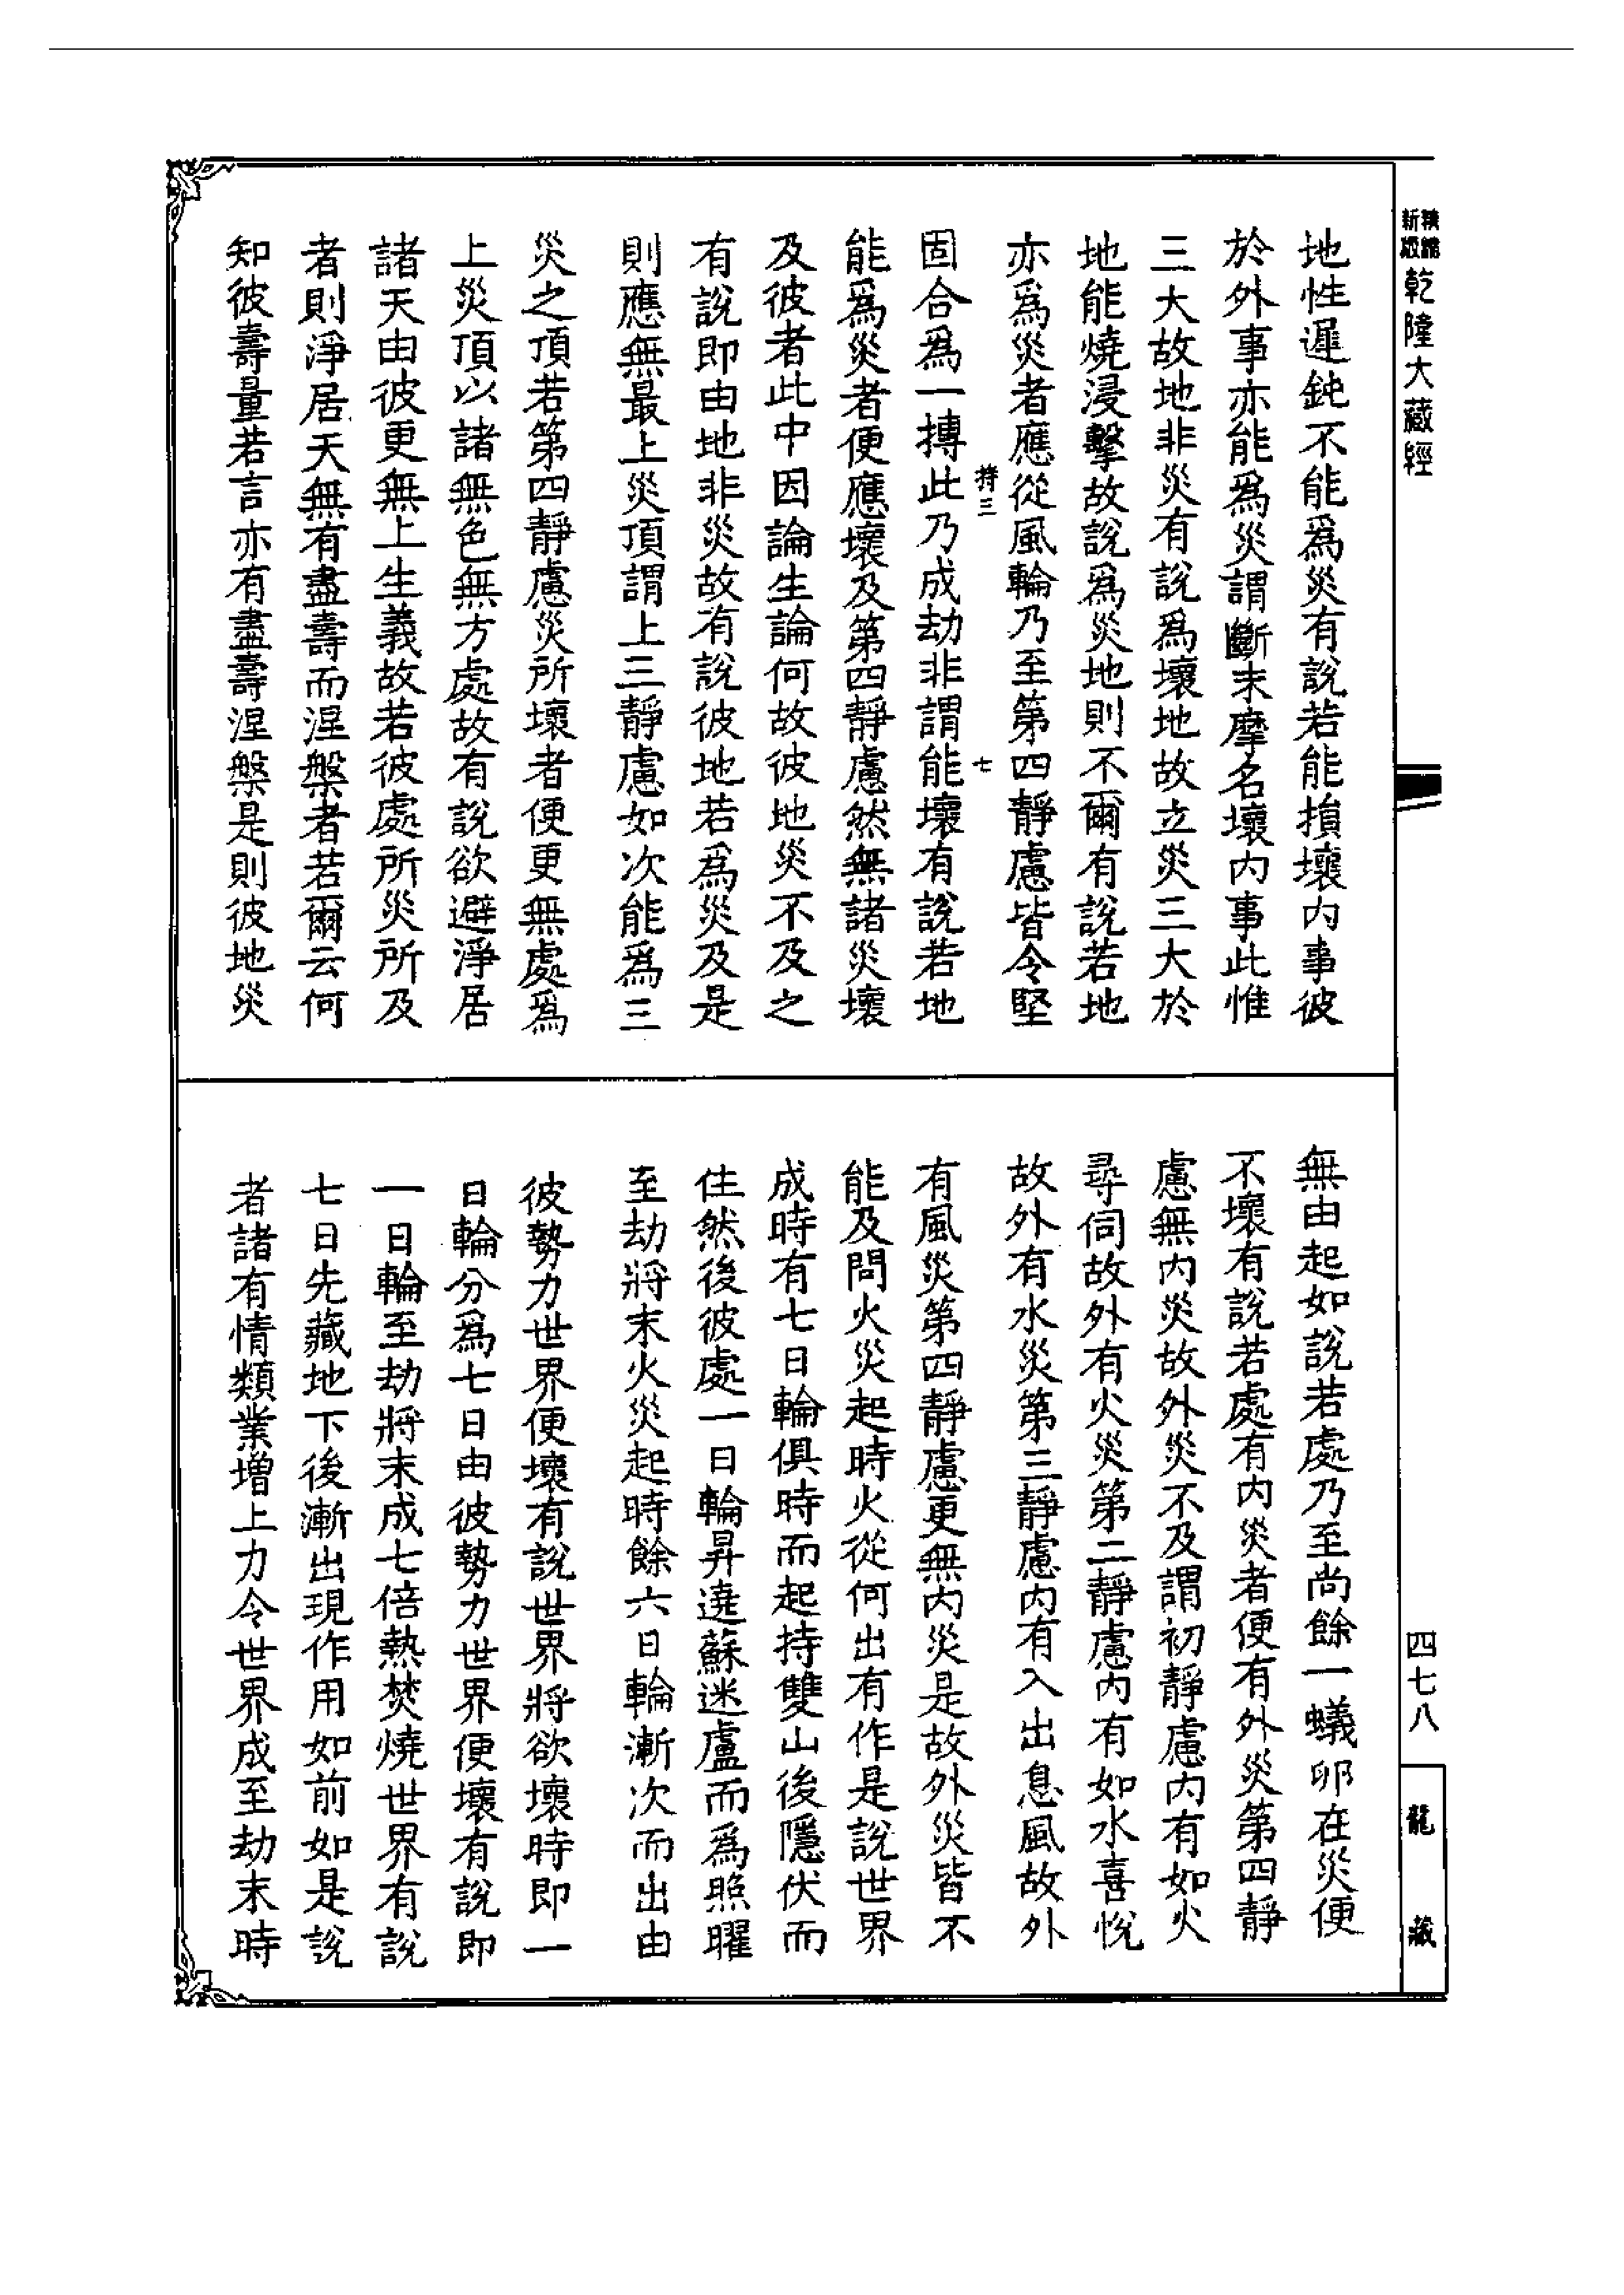 精編
新版
乾隆大藏經
地性遲鈍不能爲災有說若能損壞內事彼
於外事亦能爲災謂斷末摩名壞內事此惟
三大故地非災有說爲壞地故立災三大於
地能燒浸擊故說爲災地則不爾有說若地
亦爲災者應從風輪乃至第四靜慮皆令堅
持三 七
固合爲一摶此乃成劫非謂能壞有說若地
能爲災者便應壞及第四靜慮然無諸災壞
及彼者此中因論生論何故彼地災不及之
有說即由地非災故有說彼地若爲災及是
則應無最上災頂謂上三靜慮如次能爲三
災之頂若第四靜慮災所壞者便更無處爲
上災頂以諸無色無方處故有說欲避淨居
諸天由彼更無上生義故若彼處所災所及
者則淨居天無有盡壽而涅槃者若爾云何
知彼壽量若言亦有盡壽涅槃是則彼地災
無由起如說若處乃至尚餘一蟻卵在災便
不壞有說若處有內災者便有外災第四靜
慮無內災故外災不及謂初靜慮內有如火
尋伺故外有火災第二靜慮內有如水喜悅
故外有水災第三靜慮內有入出息風故外
有風災第四靜慮更無內災是故外災皆不
能及問火災起時火從何出有作是說世界
成時有七日輪俱時而起持雙山後隱伏而
住然後彼處一日輪昇遶蘇迷盧而爲照曜
至劫將末火災起時餘六日輪漸次而出由
彼勢力世界便壞有說世界將欲壞時即一
日輪分爲七日由彼勢力世界便壞有說即
一日輪至劫將末成七倍熱焚燒世界有說
七日先藏地下後漸出現作用如前如是說
者諸有情類業增上力令世界成至劫末時
四七八
龍藏